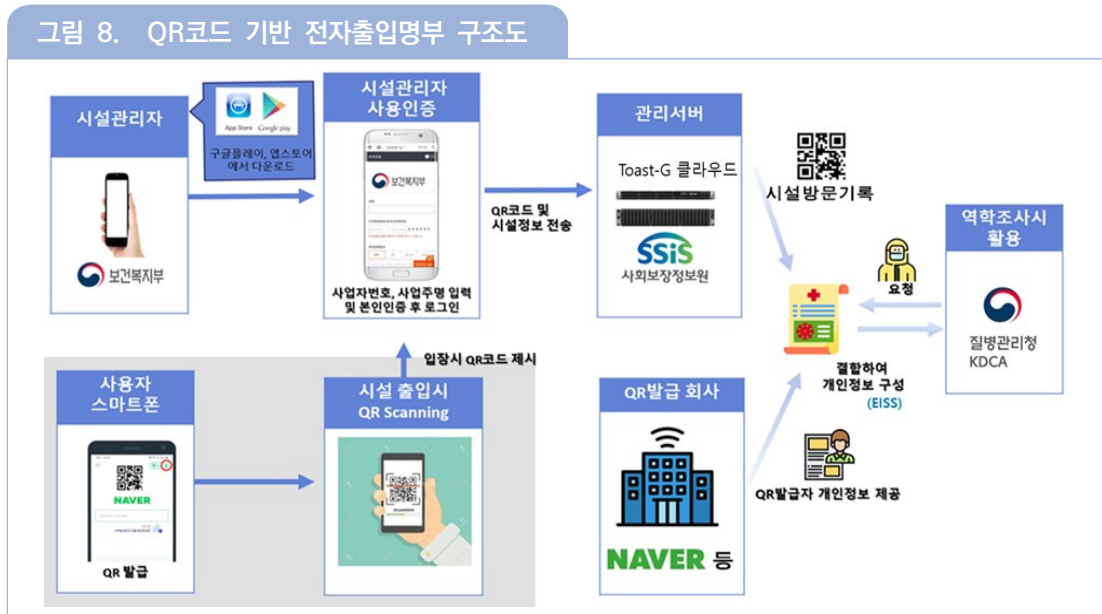 그림 8. QR코드 기반 전자출입명부 구조도
시설관리자
보건복지부
App Store Google play
구글플레이, 앱스토어
에서 다운로드
시설관리자
사용인증
보건복지부
사업자번호, 사업주명 입력
및 본인인증 후 로그인
QR코드 및
시설정보 전송
관리서버
Toast-G 클라우드
SSiS
사회보장정보원
시설방문기록
역학조사시
활용
요청
질병관리청
KDCA
결합하여
개인정보 구성
(EISS)
입장시 QR코드 제시
사용자
스마트폰
NAVER
QR 발급
시설 출입시
QR Scanning
SCANNING
QR발급 회사
NAVER 등
QR발급자 개인정보 제공